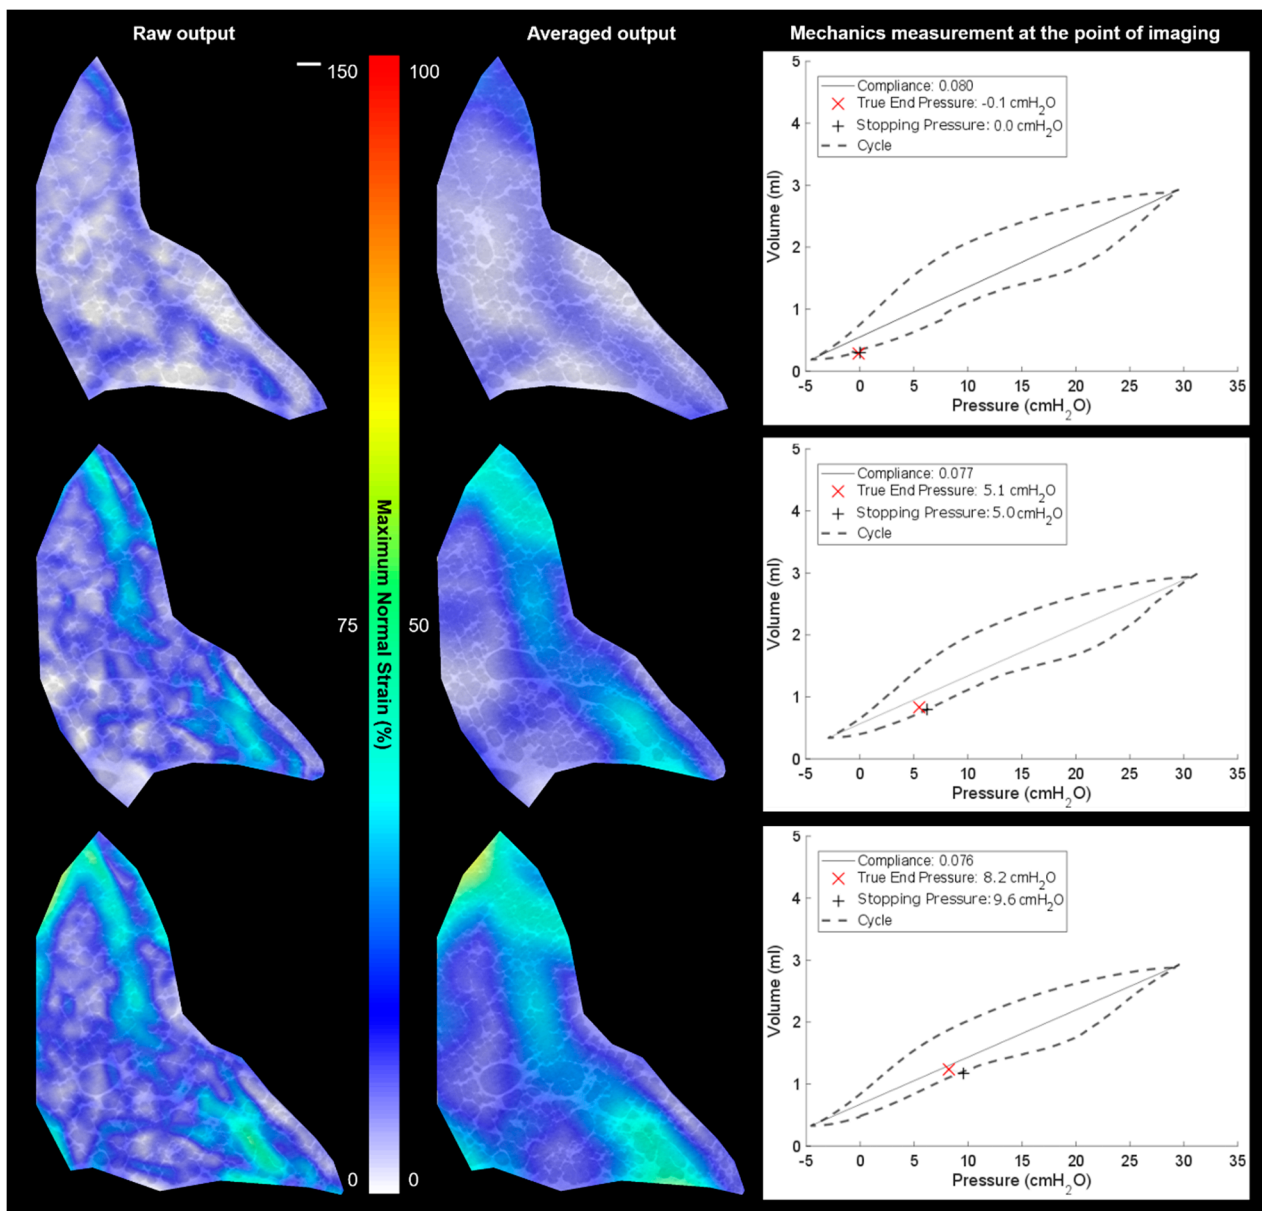 Raw output
Averaged output
Mechanics measurement at the point of imaging
150
100
75
50
0
0
Maximum Normal Strain (%)
Compliance: 0.080
True End Pressure: -0.1 cmH2O
Stopping Pressure: 0.0 cmH2O
Cycle
Volume (ml)
5
4
3
2
1
0
-5 0 5 10 15 20 25 30 35
Pressure (cmH2O)
Compliance: 0.077
True End Pressure: 5.1 cmH2O
Stopping Pressure: 5.0 cmH2O
Cycle
Volume (ml)
5
4
3
2
1
0
-5 0 5 10 15 20 25 30 35
Pressure (cmH2O)
Compliance: 0.076
True End Pressure: 8.2 cmH2O
Stopping Pressure: 9.6 cmH2O
Cycle
Volume (ml)
5
4
3
2
1
0
-5 0 5 10 15 20 25 30 35
Pressure (cmH2O)